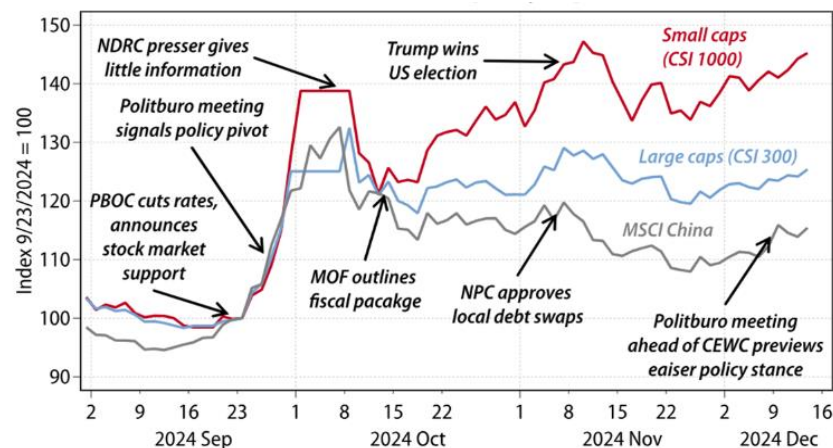 150
140
130
120
110
100
90
Index 9/23/2024 = 100
NDRC presser gives
little information
Politburo meeting
signals policy pivot
PBOC cuts rates,
announces
stock market
support
MOF outlines
fiscal pacakge
Trump wins
US election
NPC approves
local debt swaps
Small caps
(CSI 1000)
Large caps (CSI 300)
MSCI China
Politburo meeting
ahead of CEWC previews
eaiser policy stance
2 9 16 23 1 8 15 22 1 8 15 22 2 9 16
2024 Sep 2024 Oct 2024 Nov 2024 Dec